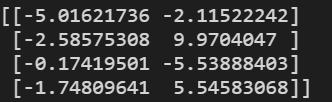 [[-5.01621736 -2.11522242]
[-2.58575308 9.9704047 ]
[-0.17419501 -5.53888403]
[-1.74809641 5.54583068]]